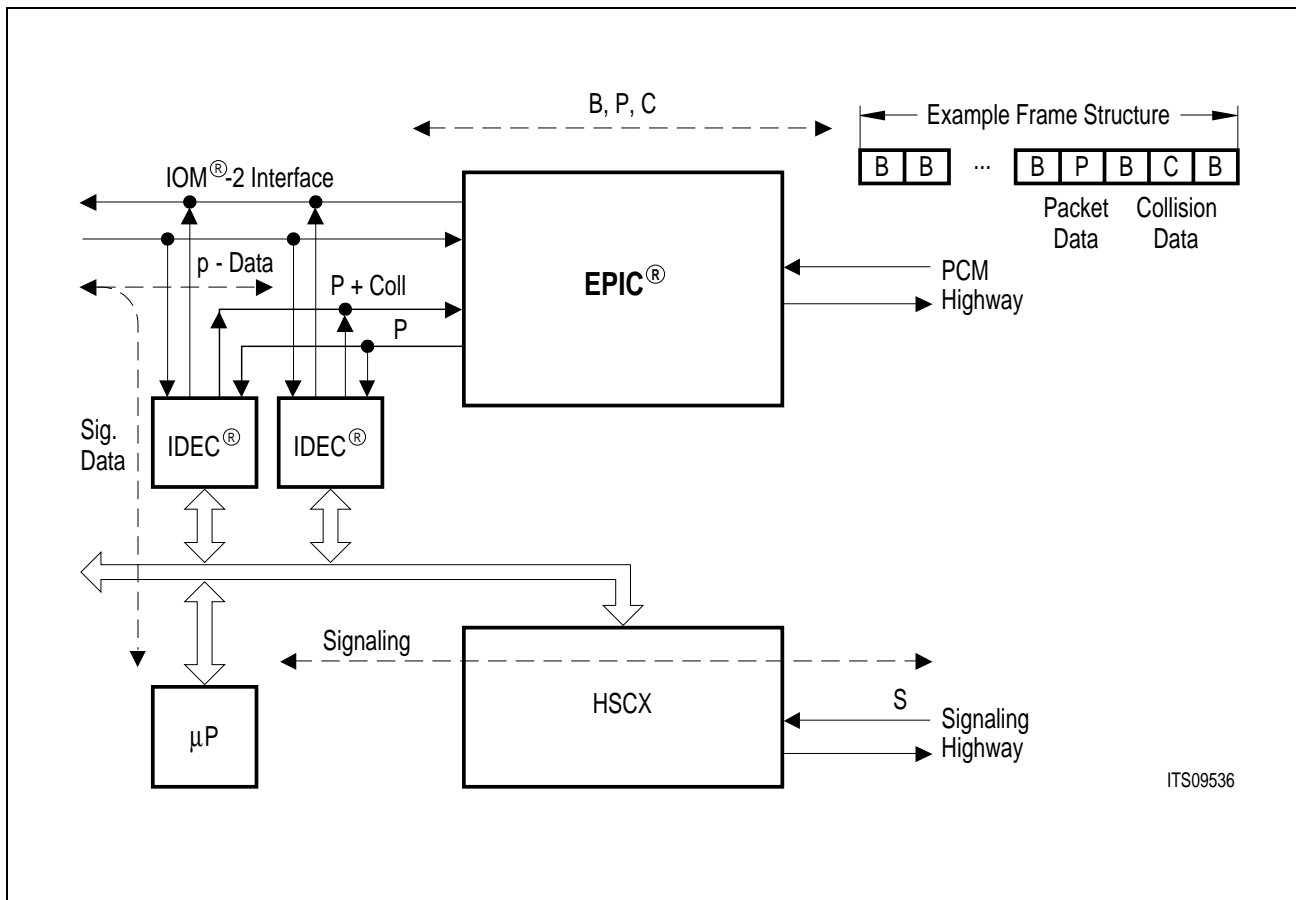 B, P, C
Example Frame Structure
B B ... B P B C B
Packet
Data
Collision
Data
IOM®-2 Interface
p - Data
P + Coll
P
EPIC®
PCM
Highway
Sig.
Data
IDEC®
IDEC®
Signaling
HSCX
μP
S
Signaling
Highway
ITS09536